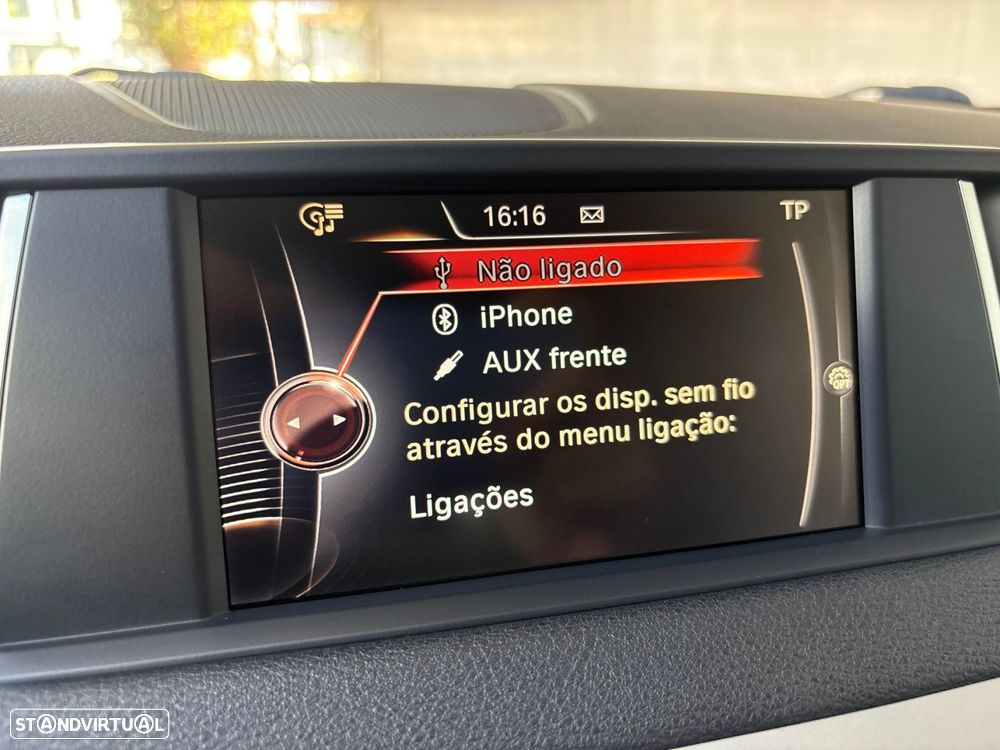 16:16 TP
Não ligado
iPhone
AUX frente
Configurar os disp. sem fio
através do menu ligação:
OPT
Ligações
STANDVIRTUAL